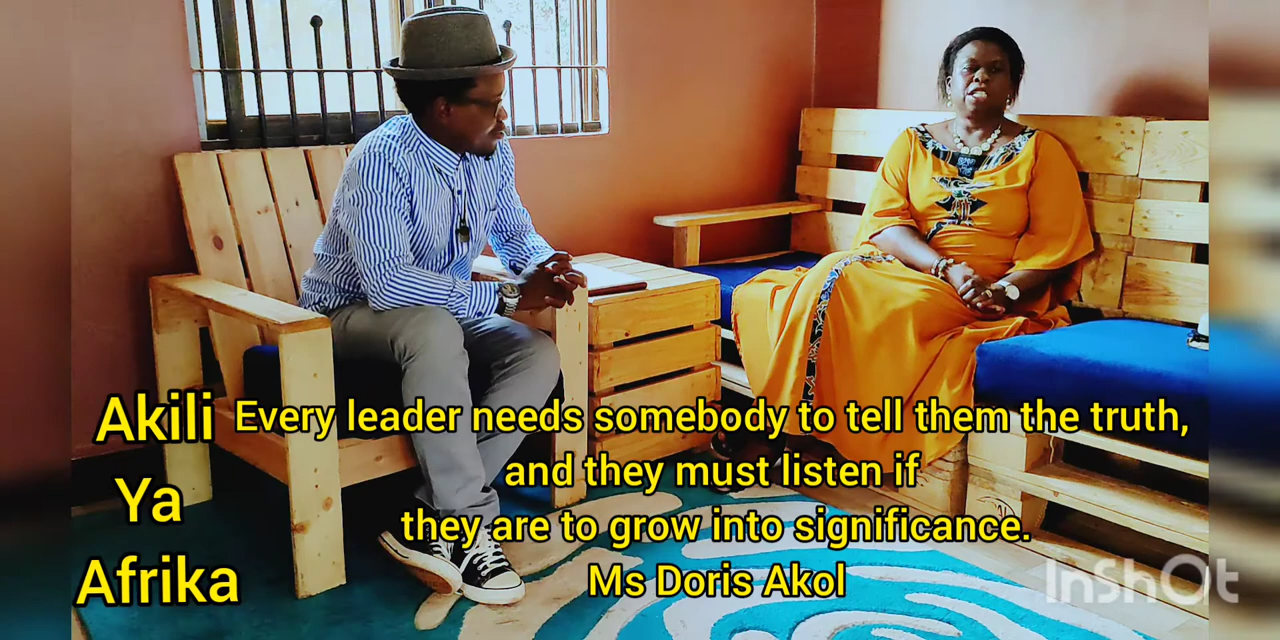 Akili
Ya
Afrika
Every leader needs somebody to tell them the truth,
and they must listen if
they are to grow into significance.
Ms Doris Akol
InShOt